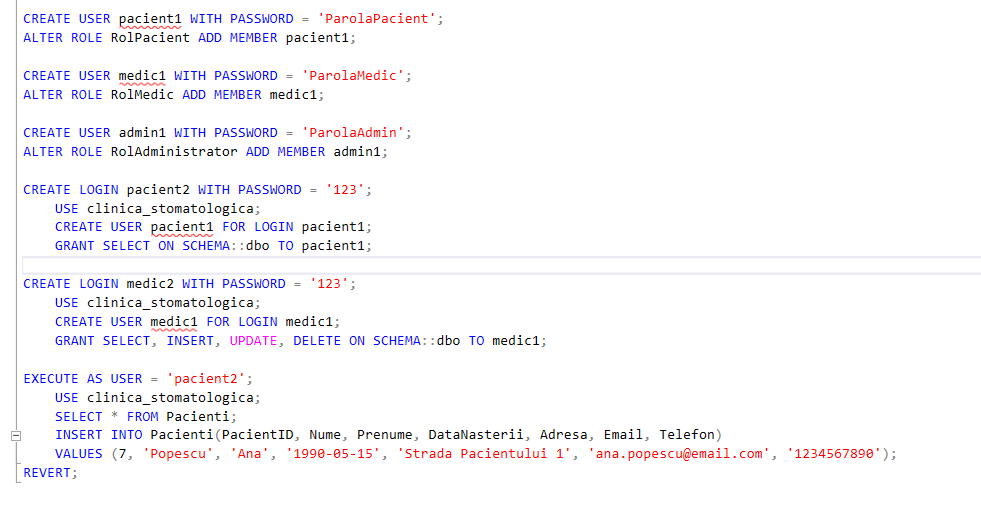 CREATE USER pacient1 WITH PASSWORD = 'ParolaPacient';
ALTER ROLE RolPacient ADD MEMBER pacient1;
CREATE USER medic1 WITH PASSWORD = 'ParolaMedic';
ALTER ROLE RolMedic ADD MEMBER medic1;
CREATE USER admin1 WITH PASSWORD = 'ParolaAdmin';
ALTER ROLE RolAdministrator ADD MEMBER admin1;
CREATE LOGIN pacient2 WITH PASSWORD = '123';
USE clinica_stomatologica;
CREATE USER pacient1 FOR LOGIN pacient1;
GRANT SELECT ON SCHEMA::dbo TO pacient1;
CREATE LOGIN medic2 WITH PASSWORD = '123';
USE clinica_stomatologica;
CREATE USER medic1 FOR LOGIN medic1;
GRANT SELECT, INSERT, UPDATE, DELETE ON SCHEMA::dbo TO medic1;
EXECUTE AS USER = 'pacient2';
USE clinica_stomatologica;
SELECT * FROM Pacienti;
INSERT INTO Pacienti(PacientID, Nume, Prenume, DataNasterii, Adresa, Email, Telefon)
VALUES (7, 'Popescu', 'Ana', '1990-05-15', 'Strada Pacientului 1', 'ana.popescu@email.com', '1234567890');
REVERT;